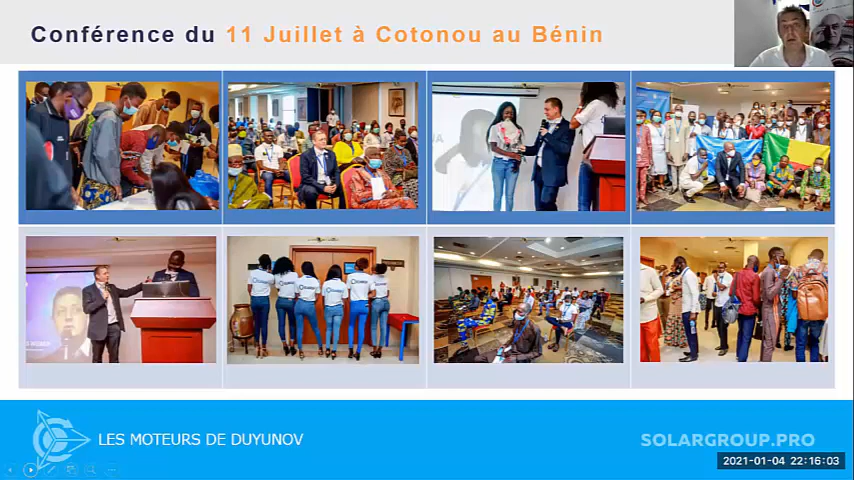 Conférence du 11 Juillet à Cotonou au Bénin
LES MOTEURS DE DUYUNOV
SOLARGROUP.PRO
2021-01-04 22:16:03